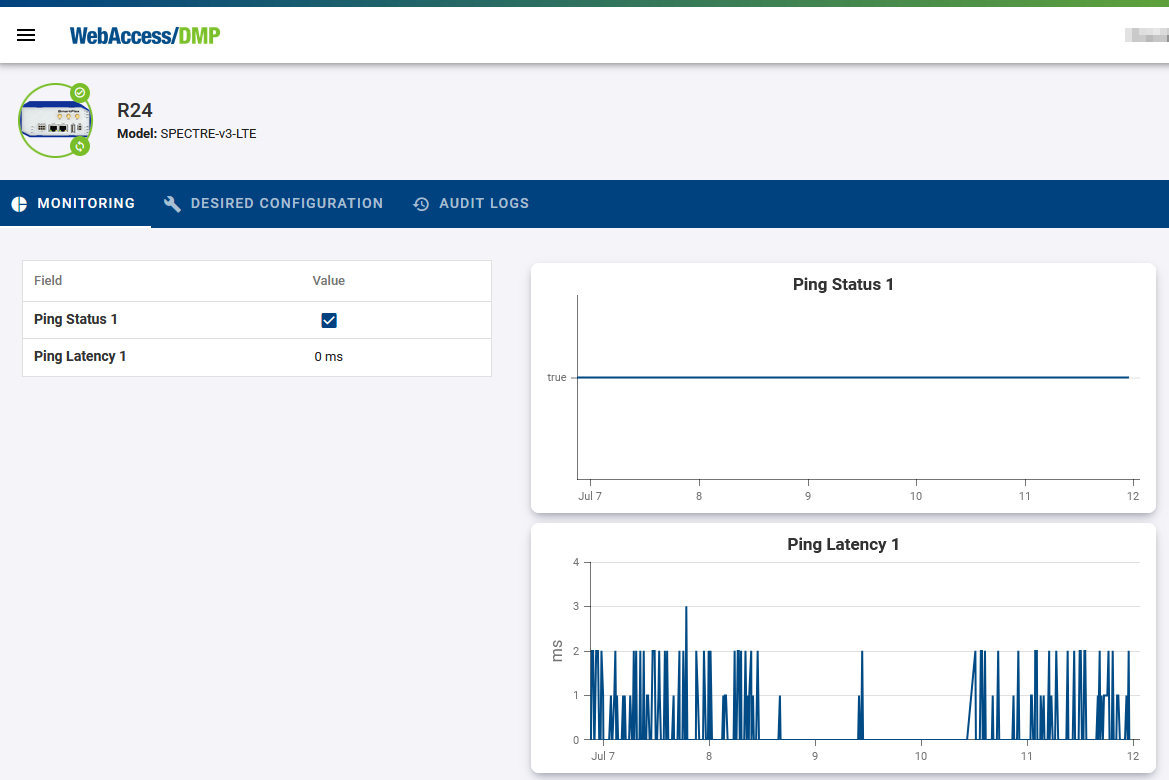 WebAccess/DMP
R24
Model: SPECTRE-v3-LTE
MONITORING
DESIRED CONFIGURATION
AUDIT LOGS
Field Value
Ping Status 1
Ping Latency 1 0 ms
Ping Status 1
true
Jul 7 8 9 10 11 12
Ping Latency 1
4
3
2
1
0
ms
Jul 7 8 9 10 11 12